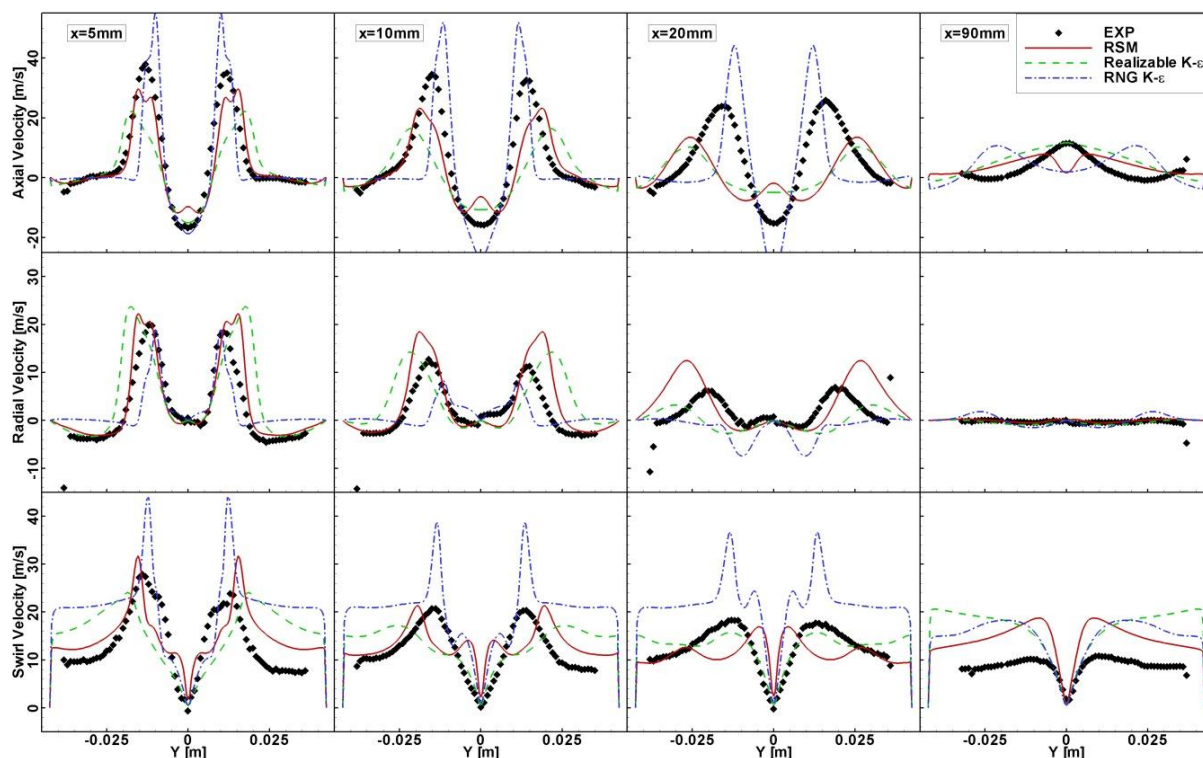 x=5mm
x=10mm
x=20mm
x=90mm
EXP
RSM
Realizable K-ε
RNG K-ε
Axial Velocity [m/s]
40
20
0
-20
Radial Velocity [m/s]
30
20
10
0
-10
Swirl Velocity [m/s]
40
30
20
10
0
-0.025 0 0.025
Y [m]
-0.025 0 0.025
Y [m]
-0.025 0 0.025
Y [m]
-0.025 0 0.025
Y [m]